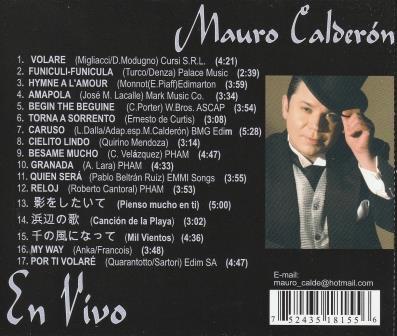 Mauro Calderón
1. VOLARE (Migliacci/D.Modugno) Cursi S.R.L. (4:21)
2. FUNICULI-FUNICULA (Turco/Denza) Palace Music (2:39)
3. HYMNE A L'AMOUR (Monnot(E.Piaff)Edimarton (3:59)
4. AMAPOLA (José M. Lacalle) Mark Music Co. (3:34)
5. BEGIN THE BEGUINE (C.Porter) W.Bros. ASCAP (3:54)
6. TORNA A SORRENTO (Ernesto de Curtis) (3:08)
7. CARUSO (L.Dalla/Adap.esp.M.Calderón) BMG Edim (5:28)
8. CIELITO LINDO (Quirino Mendoza) (3:14)
9. BESAME MUCHO (C. Velázquez) PHAM (4:47)
10. GRANADA (A. Lara) PHAM (4:33)
11. QUIEN SERÁ (Pablo Beltrán Ruíz) EMMI Songs (3:55)
12. RELOJ (Roberto Cantoral) PHAM (3:53)
13. 影をしたいて (Pienso mucho en ti) (5:00)
14. 浜辺の歌 (Canción de la Playa) (3:02)
15. 千の風になって (Mil Vientos) (4:36)
16. MY WAY (Anka/Francois) (3:48)
17. POR TI VOLARÉ (Quarantotto/Sartori) Edim SA (4:47)
En Vivo
E-mail:
mauro_calde@hotmail.com
7 52435 18155 6